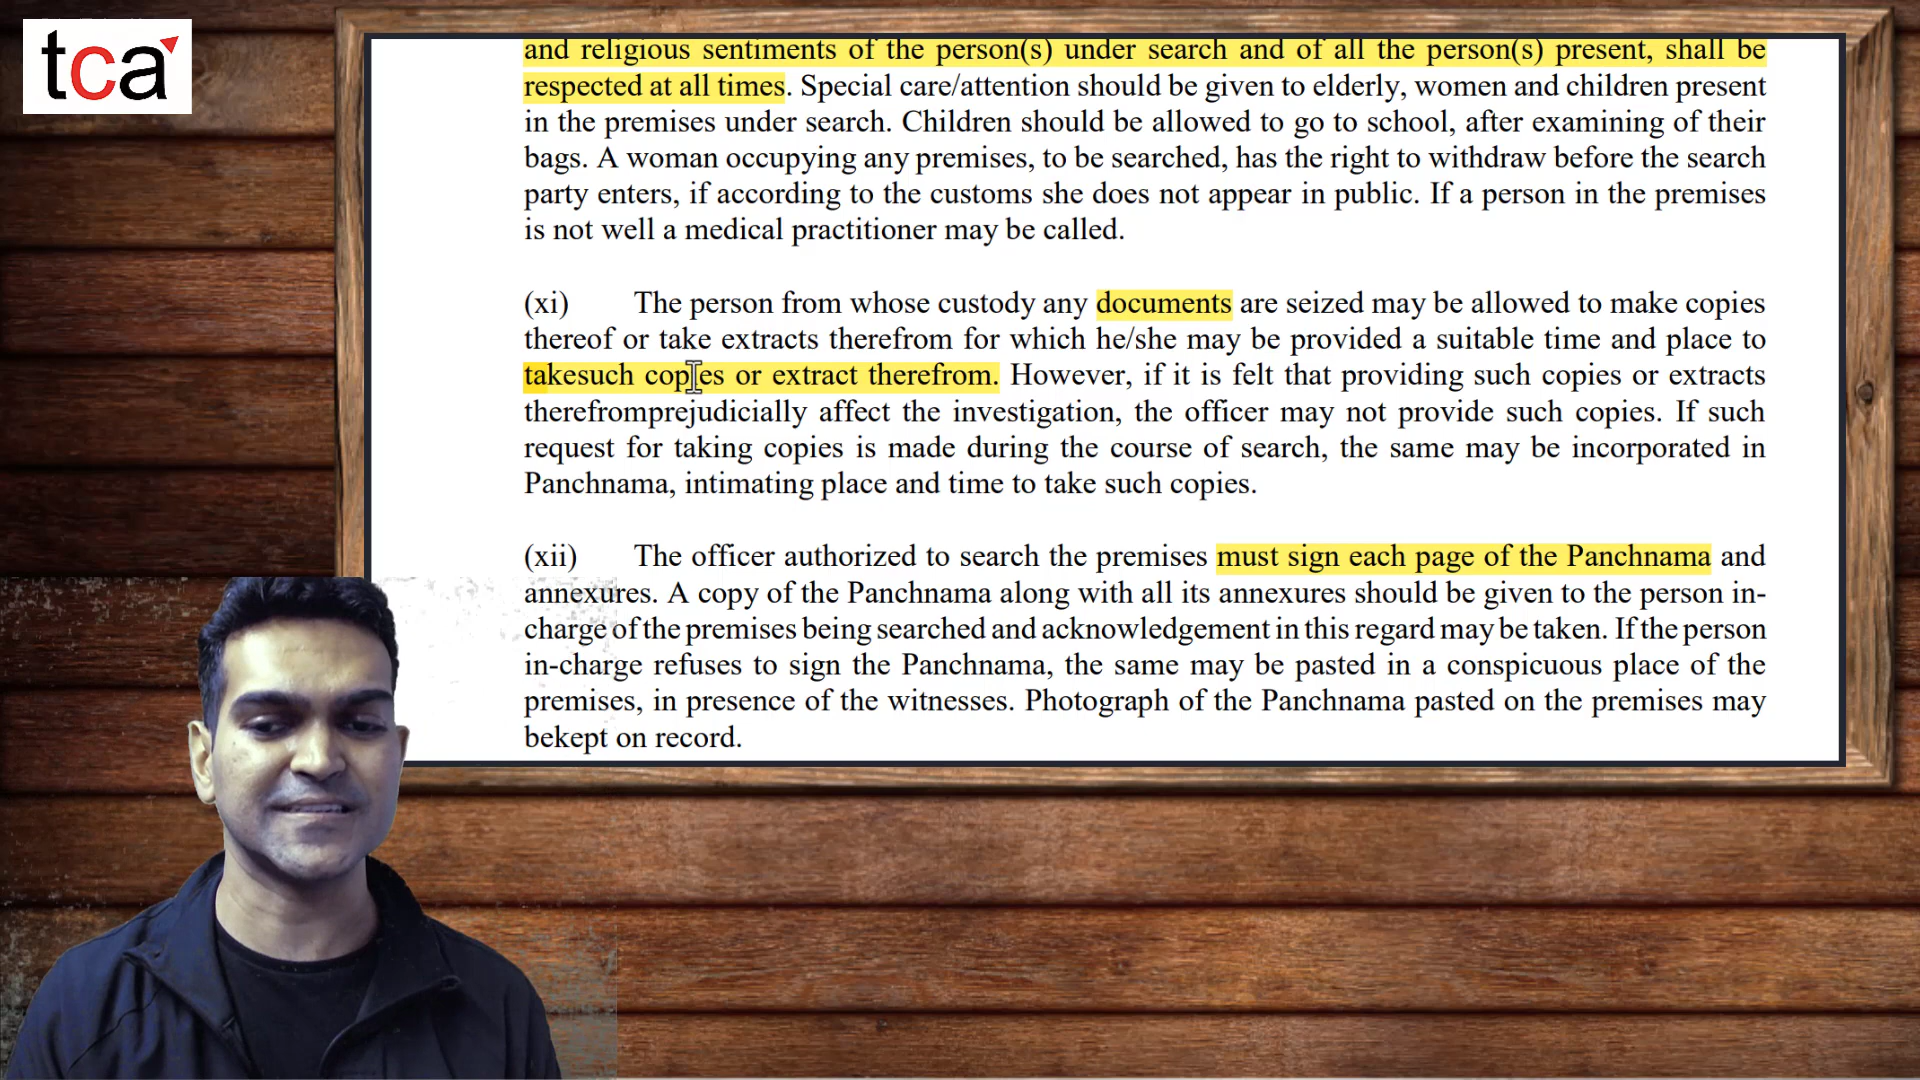 tca
and religious sentiments of the person(s) under search and of all the person(s) present, shall be
respected at all times. Special care/attention should be given to elderly, women and children present
in the premises under search. Children should be allowed to go to school, after examining of their
bags. A woman occupying any premises, to be searched, has the right to withdraw before the search
party enters, if according to the customs she does not appear in public. If a person in the premises
is not well a medical practitioner may be called.
(xi) The person from whose custody any documents are seized may be allowed to make copies
thereof or take extracts therefrom for which he/she may be provided a suitable time and place to
takesuch copies or extract therefrom. However, if it is felt that providing such copies or extracts
therefromprejudicially affect the investigation, the officer may not provide such copies. If such
request for taking copies is made during the course of search, the same may be incorporated in
Panchnama, intimating place and time to take such copies.
(xii) The officer authorized to search the premises must sign each page of the Panchnama and
annexures. A copy of the Panchnama along with all its annexures should be given to the person in-
charge of the premises being searched and acknowledgement in this regard may be taken. If the person
in-charge refuses to sign the Panchnama, the same may be pasted in a conspicuous place of the
premises, in presence of the witnesses. Photograph of the Panchnama pasted on the premises may
bekept on record.